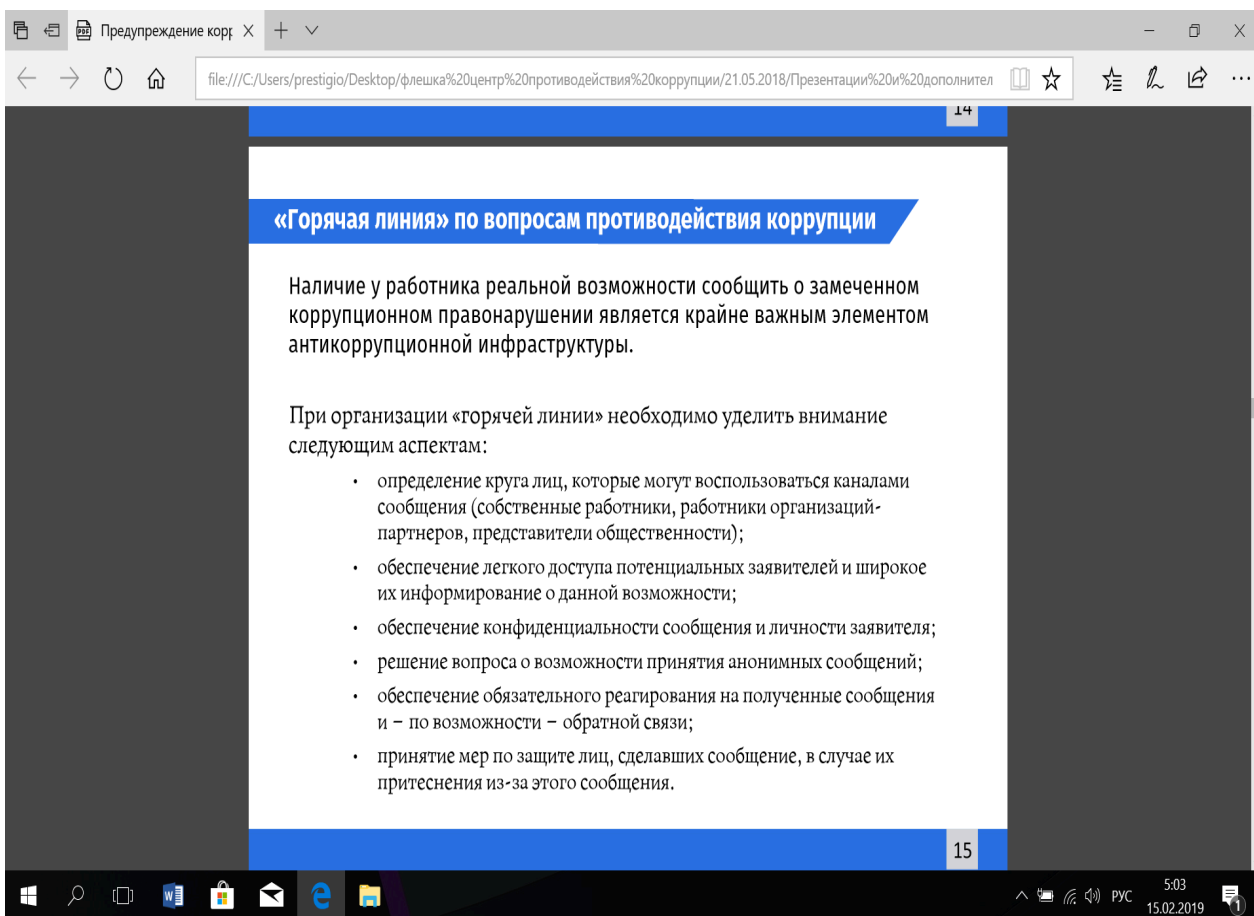 Предупреждение корр
file:///C:/Users/prestigio/Desktop/флешка%20центр%20противодействия%20коррупции/21.05.2018/Презентации%20и%20дополнител
14
«Горячая линия» по вопросам противодействия коррупции
Наличие у работника реальной возможности сообщить о замеченном
коррупционном правонарушении является крайне важным элементом
антикоррупционной инфраструктуры.
При организации «горячей линии» необходимо уделить внимание
следующим аспектам:
• определение круга лиц, которые могут воспользоваться каналами
сообщения (собственные работники, работники организаций-
партнеров, представители общественности);
• обеспечение легкого доступа потенциальных заявителей и широкое
их информирование о данной возможности;
• обеспечение конфиденциальности сообщения и личности заявителя;
• решение вопроса о возможности принятия анонимных сообщений;
• обеспечение обязательного реагирования на полученные сообщения
и – по возможности – обратной связи;
• принятие мер по защите лиц, сделавших сообщение, в случае их
притеснения из-за этого сообщения.
15
РУС
5:03
15.02.2019
1